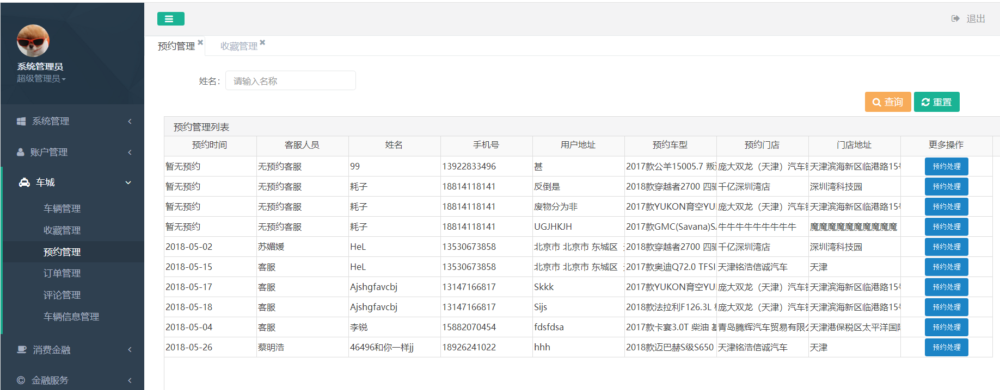 退出
预约管理 收藏管理
系统管理员
超级管理员
系统管理
账户管理
车城
车辆管理
收藏管理
预约管理
订单管理
评论管理
车辆信息管理
消费金融
金融服务
姓名： 请输入名称
查询 重置
预约管理列表
预约时间 客服人员 姓名 手机号 用户地址 预约车型 预约门店 门店地址 更多操作
暂无预约 无预约客服 99 13922833496 甚 2017款公羊15005.7 叛 庞大双龙（天津）汽车 天津滨海新区临港路15 预约处理
暂无预约 无预约客服 耗子 18814118141 反倒是 2018款穿越者2700 四驱 千亿深圳湾店 深圳湾科技园 预约处理
暂无预约 无预约客服 耗子 18814118141 废物分为非 2017款YUKON育空YU 庞大双龙（天津）汽车 天津滨海新区临港路15 预约处理
暂无预约 无预约客服 耗子 18814118141 UGJHKJH 2017款GMC(Savana)S 牛牛牛牛牛牛牛牛牛 魔魔魔魔魔魔魔魔魔魔 预约处理
2018-05-02 苏媚媛 HeL 13530673858 北京市 北京市 东城区 2018款穿越者2700 四驱 千亿深圳湾店 深圳湾科技园 预约处理
2018-05-15 客服 HeL 13530673858 北京市 北京市 东城区 2017款奥迪Q72.0 TFSI 天津铭浩信诚汽车 天津 预约处理
2018-05-17 客服 Ajshgfavcbj 13147166817 Skkk 2017款YUKON育空YU 庞大双龙（天津）汽车 天津滨海新区临港路15 预约处理
2018-05-18 客服 Ajshgfavcbj 13147166817 Sijs 2018款法拉利F126.3L 庞大双龙（天津）汽车 天津滨海新区临港路15 预约处理
2018-05-04 客服 李锐 15882070454 fdsfdsa 2017款卡宴3.0T 柴油 青岛腾辉汽车贸易有限 天津港保税区太平洋国 预约处理
2018-05-26 蔡明浩 46496和你一样jj 18926241022 hhh 2018款迈巴赫S级S650 天津铭浩信诚汽车 天津 预约处理